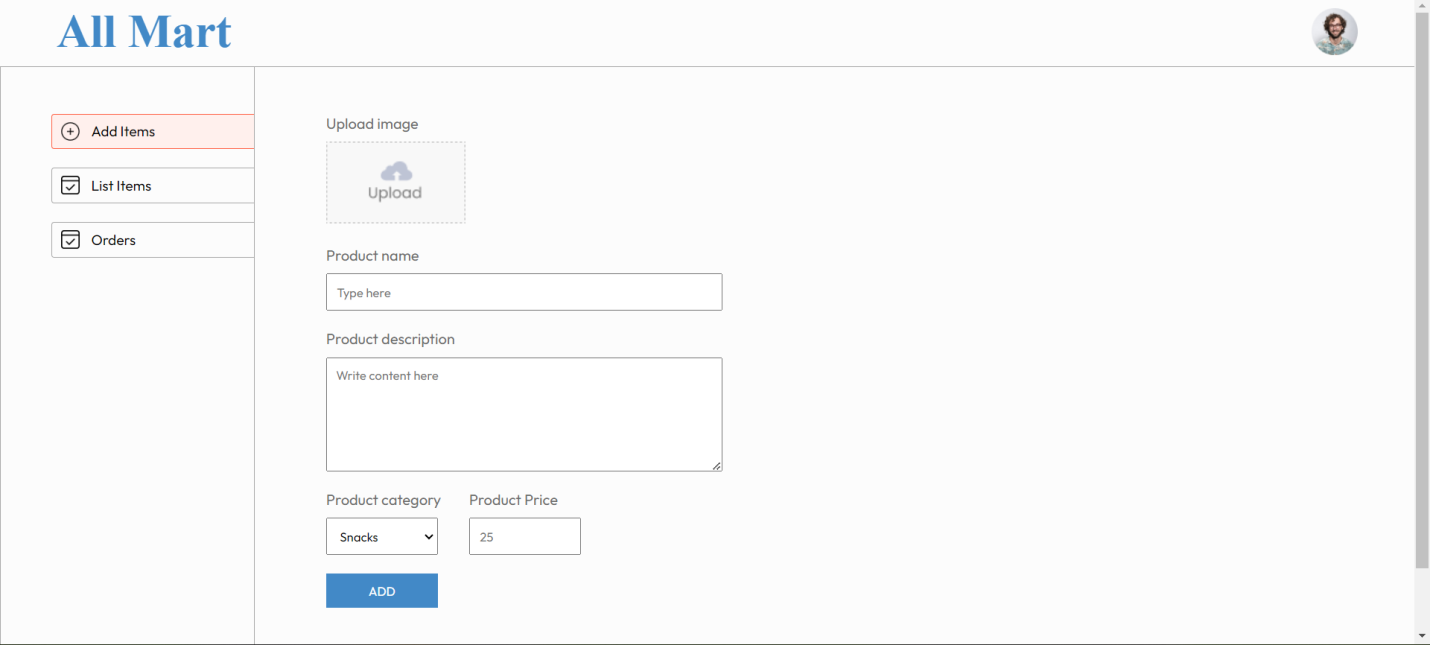 All Mart
Add Items
List Items
Orders
Upload image
Upload
Product name
Type here
Product description
Write content here
Product category Product Price
Snacks 25
ADD